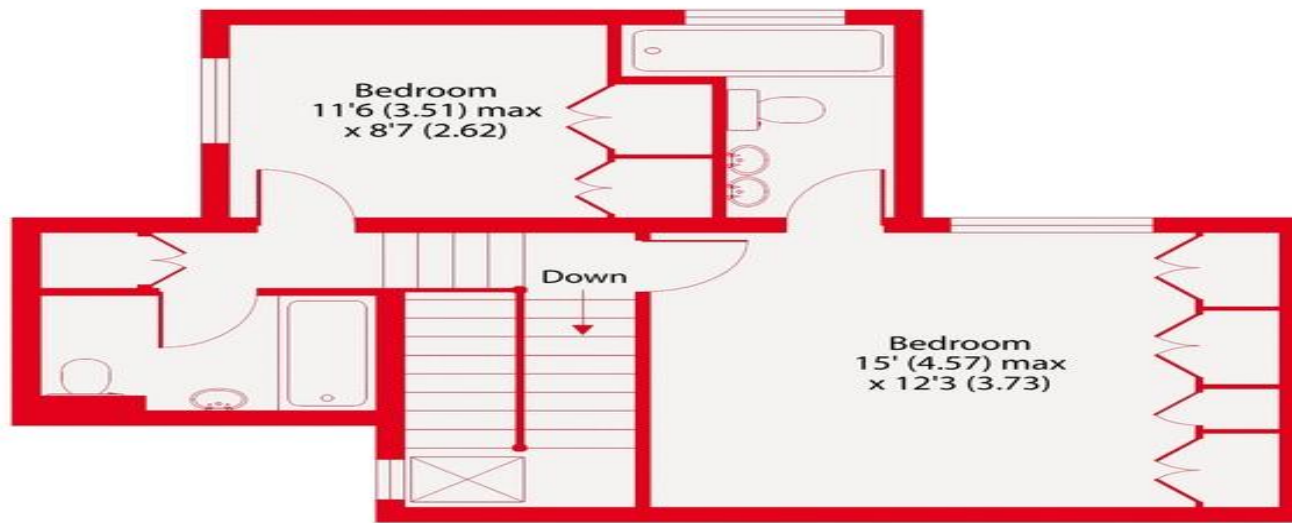 Bedroom
11'6 (3.51) max
x 8'7 (2.62)
Down
Bedroom
15' (4.57) max
x 12'3 (3.73)